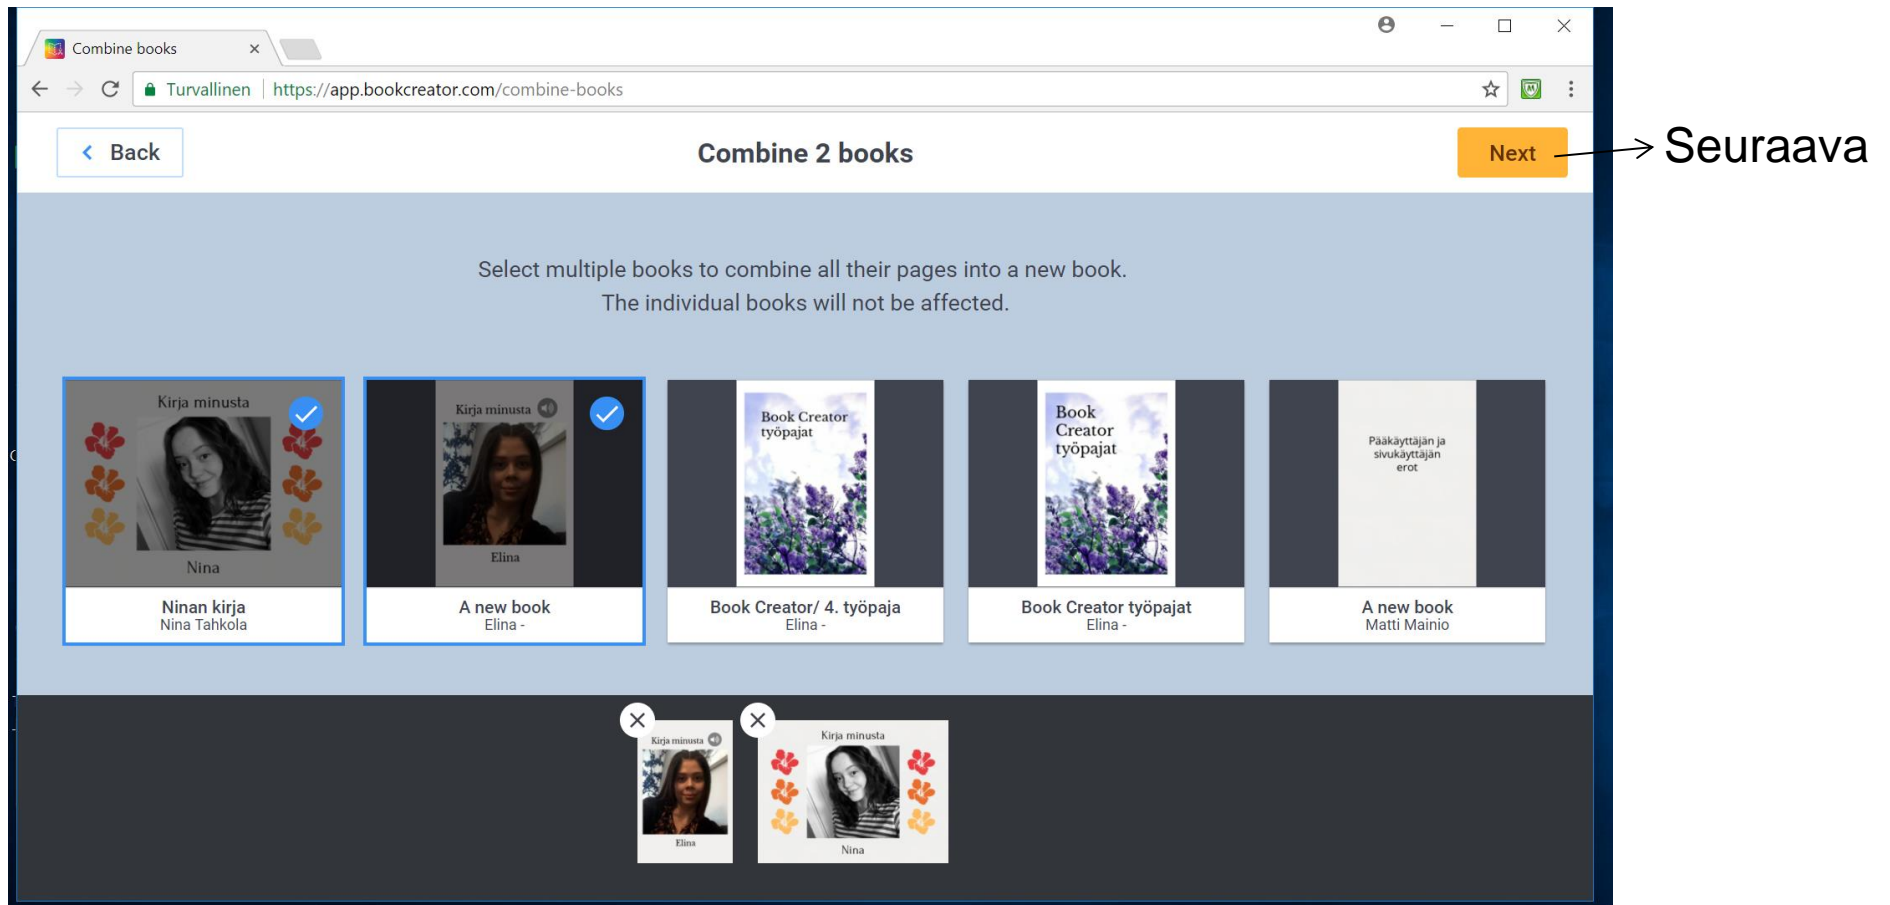 Combine books
Turvallinen https://app.bookcreator.com/combine-books
Back
Combine 2 books
Next
Seuraava
Select multiple books to combine all their pages into a new book.
The individual books will not be affected.
Kirja minusta
Nina
Ninan kirja
Nina Tahkola
Kirja minusta
Elina
A new book
Elina -
Book Creator
työpajat
Book Creator/ 4. työpaja
Elina -
Book
Creator
työpajat
Book Creator työpajat
Elina -
Pääkäyttäjän ja
sivukäyttäjän
erot
A new book
Matti Mainio
Kirja minusta
Elina
Kirja minusta
Nina